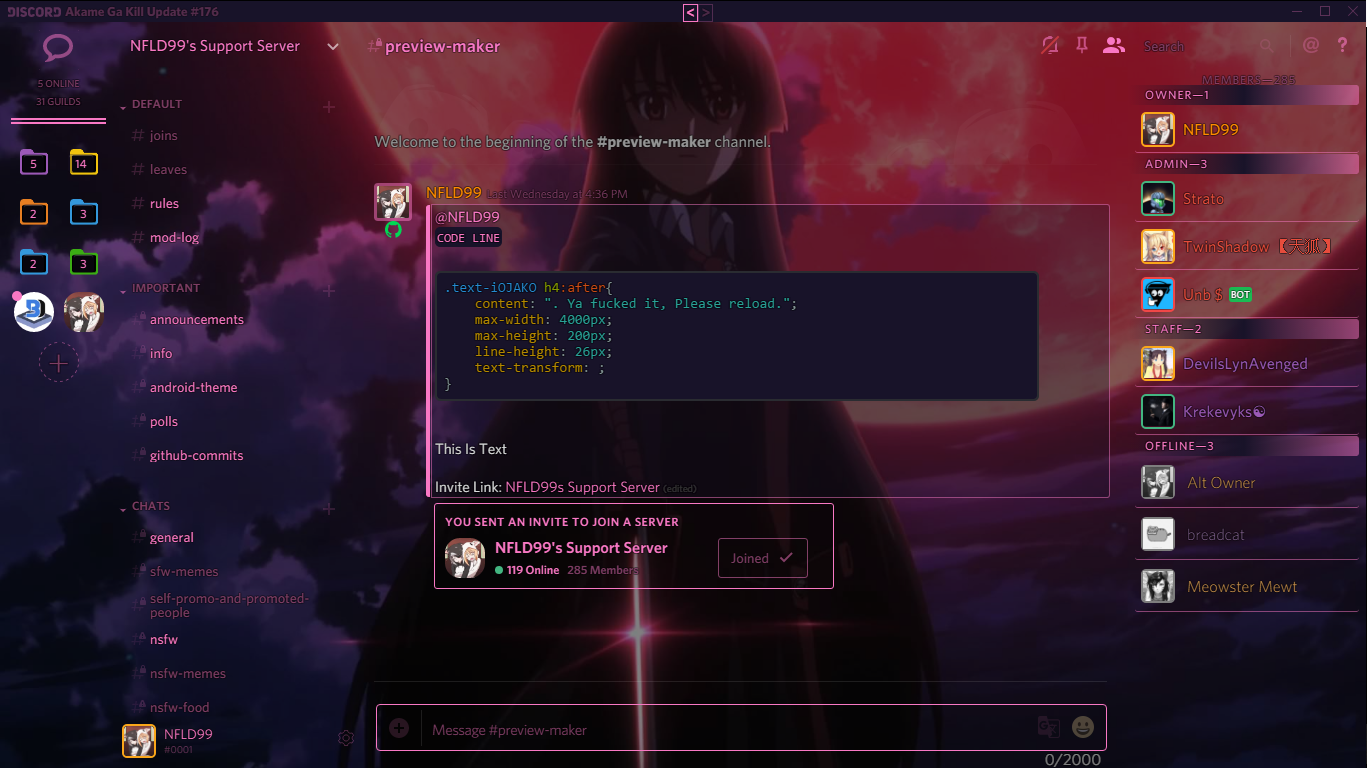 DISCORD Akame Ga Kill Update #176
< >
5 ONLINE
31 GUILDS
5
14
2
3
2
3
NFLD99's Support Server
DEFAULT
# joins
# leaves
# rules
# mod-log
IMPORTANT
# announcements
# info
# android-theme
# polls
# github-commits
CHATS
# general
# sfw-memes
# self-promo-and-promoted-
people
# nsfw
# nsfw-memes
# nsfw-food
NFLD99
#0001
#preview-maker
Search
@ ?
Welcome to the beginning of the #preview-maker channel.
NFLD99 Last Wednesday at 4:36 PM
@NFLD99
CODE LINE
.text-iOJAKO h4:after{
    content: ". Ya fucked it, Please reload.";
    max-width: 4000px;
    max-height: 200px;
    line-height: 26px;
    text-transform: ;
}
This Is Text
Invite Link: NFLD99s Support Server (edited)
YOU SENT AN INVITE TO JOIN A SERVER
NFLD99's Support Server
119 Online 285 Members
Joined
Message #preview-maker
0/2000
MEMBERS—285
OWNER—1
NFLD99
ADMIN—3
Strato
TwinShadow 【天狐】
Unb $ BOT
STAFF—2
DevilsLynAvenged
Krekevyks☯
OFFLINE—3
Alt Owner
breadcat
Meowster Mewt